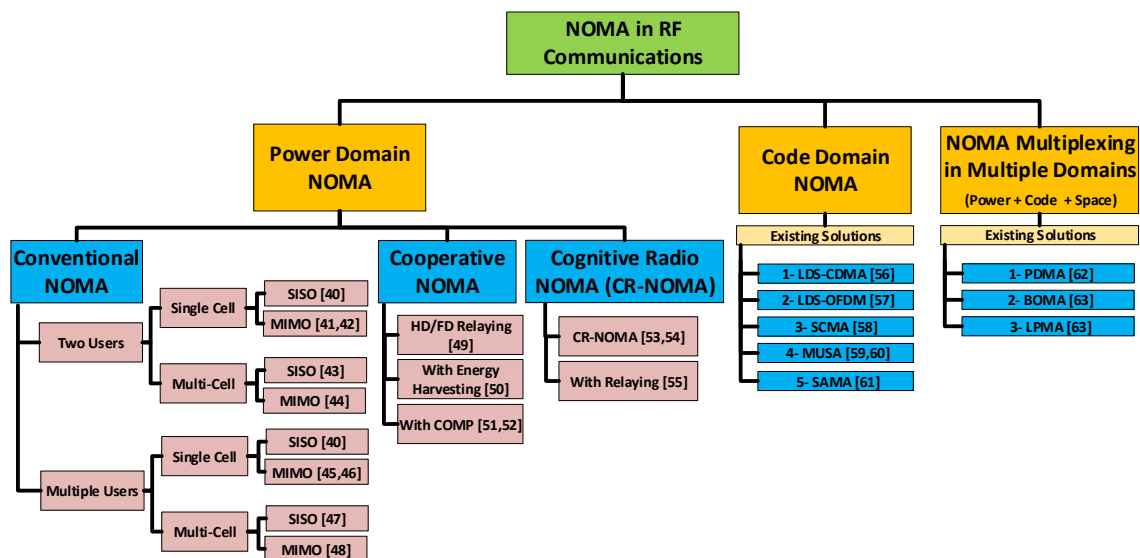 NOMA in RF
Communications
Power Domain
NOMA
Code Domain
NOMA
NOMA Multiplexing
in Multiple Domains
(Power + Code + Space)
Conventional
NOMA
Cooperative
NOMA
Cognitive Radio
NOMA (CR-NOMA)
Existing Solutions
Existing Solutions
Two Users
Single Cell
SISO [40]
MIMO [41,42]
Multi-Cell
SISO [43]
MIMO [44]
Multiple Users
Single Cell
SISO [40]
MIMO [45,46]
Multi-Cell
SISO [47]
MIMO [48]
HD/FD Relaying
[49]
With Energy
Harvesting [50]
With COMP [51,52]
CR-NOMA [53,54]
With Relaying [55]
1- LDS-CDMA [56]
2- LDS-OFDM [57]
3- SCMA [58]
4- MUSA [59,60]
5- SAMA [61]
1- PDMA [62]
2- BOMA [63]
3- LPMA [63]